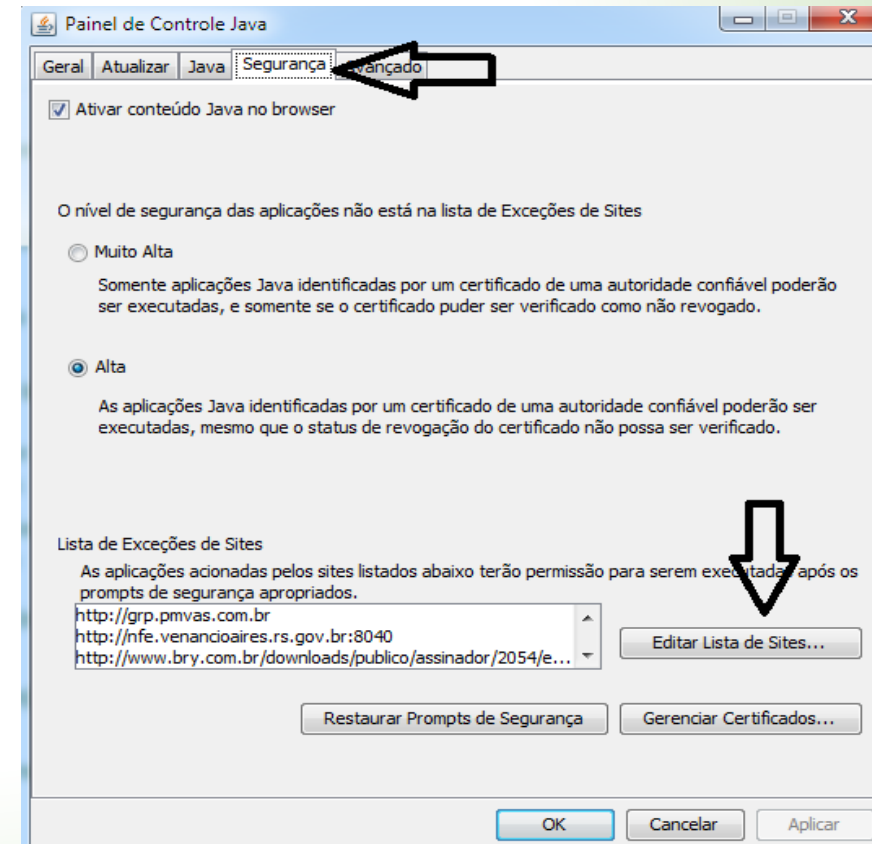 Painel de Controle Java
Geral Atualizar Java Segurança Avançado
Ativar conteúdo Java no browser
O nível de segurança das aplicações não está na lista de Exceções de Sites
Muito Alta
Somente aplicações Java identificadas por um certificado de uma autoridade confiável poderão
ser executadas, e somente se o certificado puder ser verificado como não revogado.
Alta
As aplicações Java identificadas por um certificado de uma autoridade confiável poderão ser
executadas, mesmo que o status de revogação do certificado não possa ser verificado.
Lista de Exceções de Sites
As aplicações acionadas pelos sites listados abaixo terão permissão para serem executadas após os
prompts de segurança apropriados.
http://grp.pmvas.com.br
http://nfe.venancioaires.rs.gov.br:8040
http://www.bry.com.br/downloads/publico/assinador/2054/e...
Editar Lista de Sites...
Restaurar Prompts de Segurança Gerenciar Certificados...
OK Cancelar Aplicar